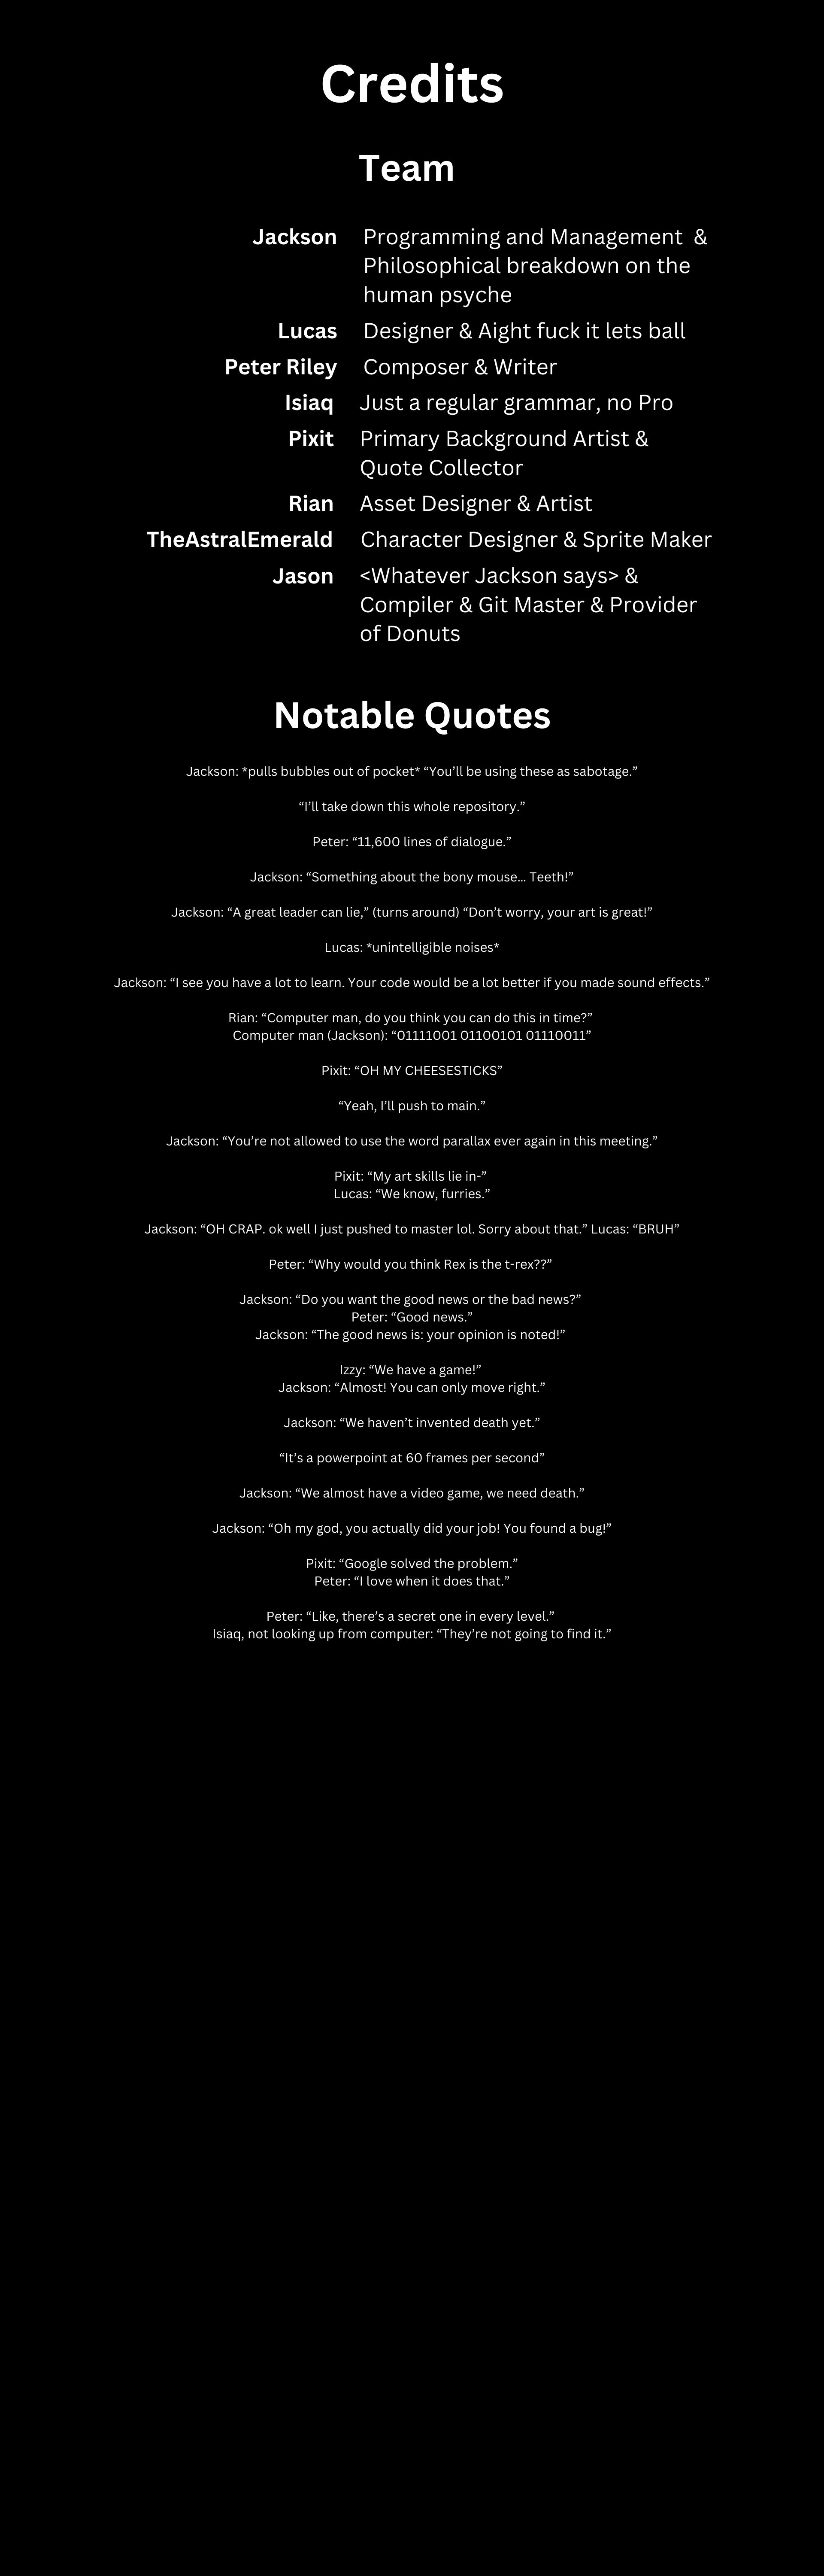 Credits
Team
Jackson Programming and Management &
Philosophical breakdown on the
human psyche
Lucas Designer & Aight fuck it lets ball
Peter Riley Composer & Writer
Isiaq Just a regular grammar, no Pro
Pixit Primary Background Artist &
Quote Collector
Rian Asset Designer & Artist
TheAstralEmerald Character Designer & Sprite Maker
Jason <Whatever Jackson says> &
Compiler & Git Master & Provider
of Donuts
Notable Quotes
Jackson: *pulls bubbles out of pocket* “You’ll be using these as sabotage.”
“I’ll take down this whole repository.”
Peter: “11,600 lines of dialogue.”
Jackson: “Something about the bony mouse... Teeth!”
Jackson: “A great leader can lie,” (turns around) “Don’t worry, your art is great!”
Lucas: *unintelligible noises*
Jackson: “I see you have a lot to learn. Your code would be a lot better if you made sound effects.”
Rian: “Computer man, do you think you can do this in time?”
Computer man (Jackson): “01111001 01100101 01110011”
Pixit: “OH MY CHEESESTICKS”
“Yeah, I’ll push to main.”
Jackson: “You’re not allowed to use the word parallax ever again in this meeting.”
Pixit: “My art skills lie in-”
Lucas: “We know, furries.”
Jackson: “OH CRAP. ok well I just pushed to master lol. Sorry about that.” Lucas: “BRUH”
Peter: “Why would you think Rex is the t-rex??”
Jackson: “Do you want the good news or the bad news?”
Peter: “Good news.”
Jackson: “The good news is: your opinion is noted!”
Izzy: “We have a game!”
Jackson: “Almost! You can only move right.”
Jackson: “We haven’t invented death yet.”
“It’s a powerpoint at 60 frames per second”
Jackson: “We almost have a video game, we need death.”
Jackson: “Oh my god, you actually did your job! You found a bug!”
Pixit: “Google solved the problem.”
Peter: “I love when it does that.”
Peter: “Like, there’s a secret one in every level.”
Isiaq, not looking up from computer: “They’re not going to find it.”